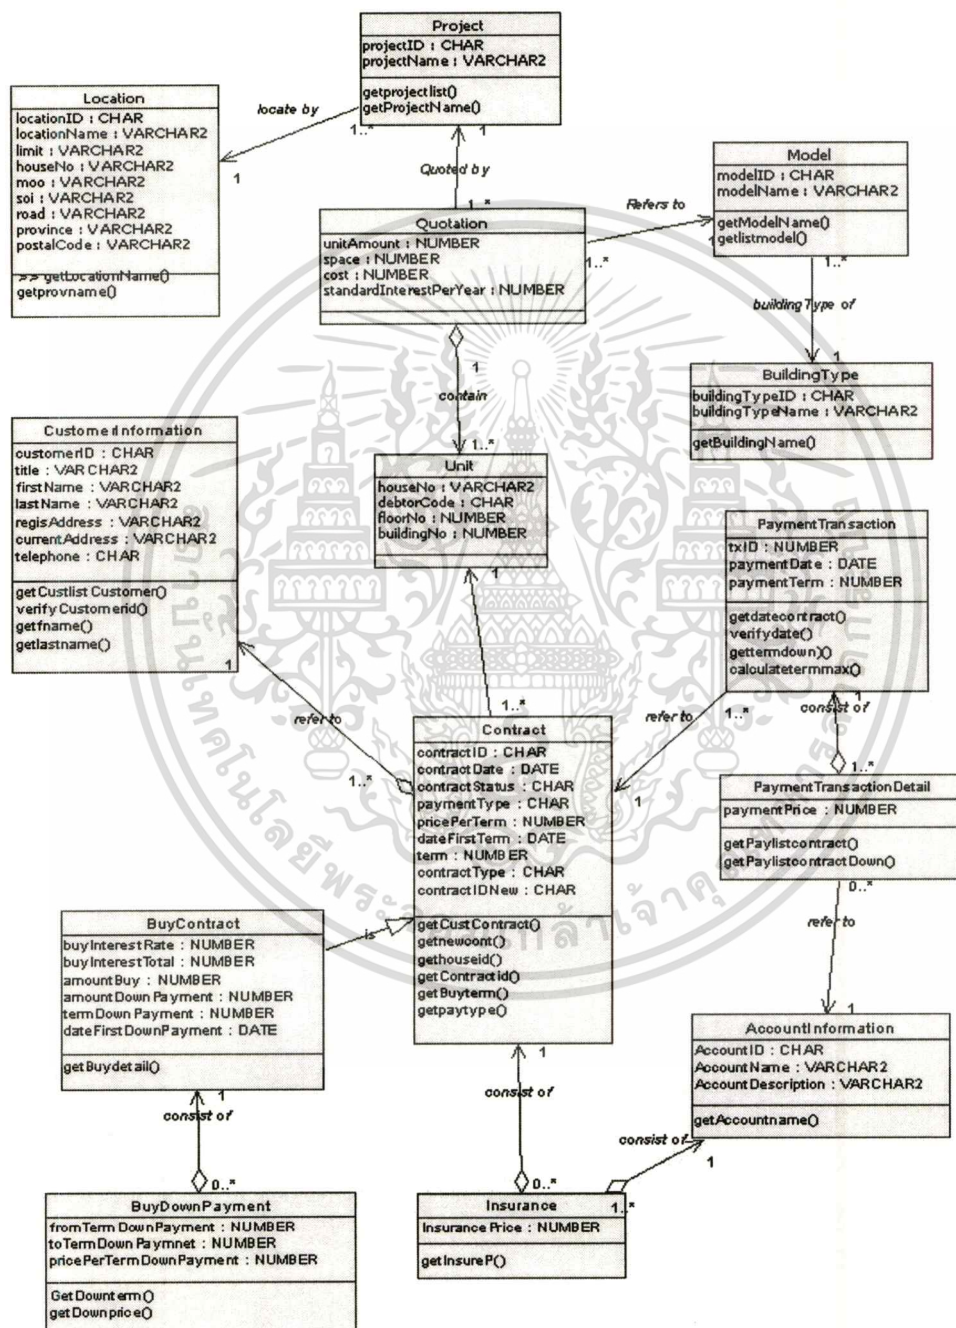 Project
projectID : CHAR
projectName : VARCHAR2
getprojectlist()
getProjectName()
Location
locationID : CHAR
locationName : VARCHAR2
limit : VARCHAR2
houseNo : VARCHAR2
moo : VARCHAR2
soi : VARCHAR2
road : VARCHAR2
province : VARCHAR2
postalCode : VARCHAR2
>> getLocationName()
getprovname()
locate by
1..*
1
1
Quoted by
1..*
Quotation
unitAmount : NUMBER
space : NUMBER
cost : NUMBER
standardInterestPerYear : NUMBER
Refers to
1..*
1
Model
modelID : CHAR
modelName : VARCHAR2
getModelName()
getlistmodel()
1..*
buildingType of
1
BuildingType
buildingTypeID : CHAR
buildingTypeName : VARCHAR2
getBuildingName()
1
contain
1..*
Unit
houseNo : VARCHAR2
debtorCode : CHAR
floorNo : NUMBER
buildingNo : NUMBER
1
1..*
CustomerInformation
customerID : CHAR
title : VARCHAR2
firstName : VARCHAR2
lastName : VARCHAR2
regisAddress : VARCHAR2
currentAddress : VARCHAR2
telephone : CHAR
getCustlistCustomer()
verifyCustomerid()
getfname()
getlastname()
1
refer to
1..*
PaymentTransaction
txID : NUMBER
paymentDate : DATE
paymentTerm : NUMBER
getdatecontract()
verifydate()
gettermdown)()
calculatetermmax()
refer to
1..*
1
1
consist of
1..*
PaymentTransactionDetail
paymentPrice : NUMBER
getPaylistcontract()
getPaylistcontractDown()
0..*
refer to
1
Contract
contractID : CHAR
contractDate : DATE
contractStatus : CHAR
paymentType : CHAR
pricePerTerm : NUMBER
dateFirstTerm : DATE
term : NUMBER
contractType : CHAR
contractIDNew : CHAR
getCustContract()
getnewcont()
gethouseid()
getContractid()
getBuyterm()
getpaytype()
is
BuyContract
buyInterestRate : NUMBER
buyInterestTotal : NUMBER
amountBuy : NUMBER
amountDownPayment : NUMBER
termDownPayment : NUMBER
dateFirstDownPayment : DATE
getBuydetail()
1
consist of
0..*
BuyDownPayment
fromTermDownPayment : NUMBER
toTermDownPaymnet : NUMBER
pricePerTermDownPayment : NUMBER
GetDownterm()
getDownprice()
1
consist of
0..*
Insurance
InsurancePrice : NUMBER
getInsureP()
consist of
1..*
1
AccountInformation
AccountID : CHAR
AccountName : VARCHAR2
AccountDescription : VARCHAR2
getAccountname()